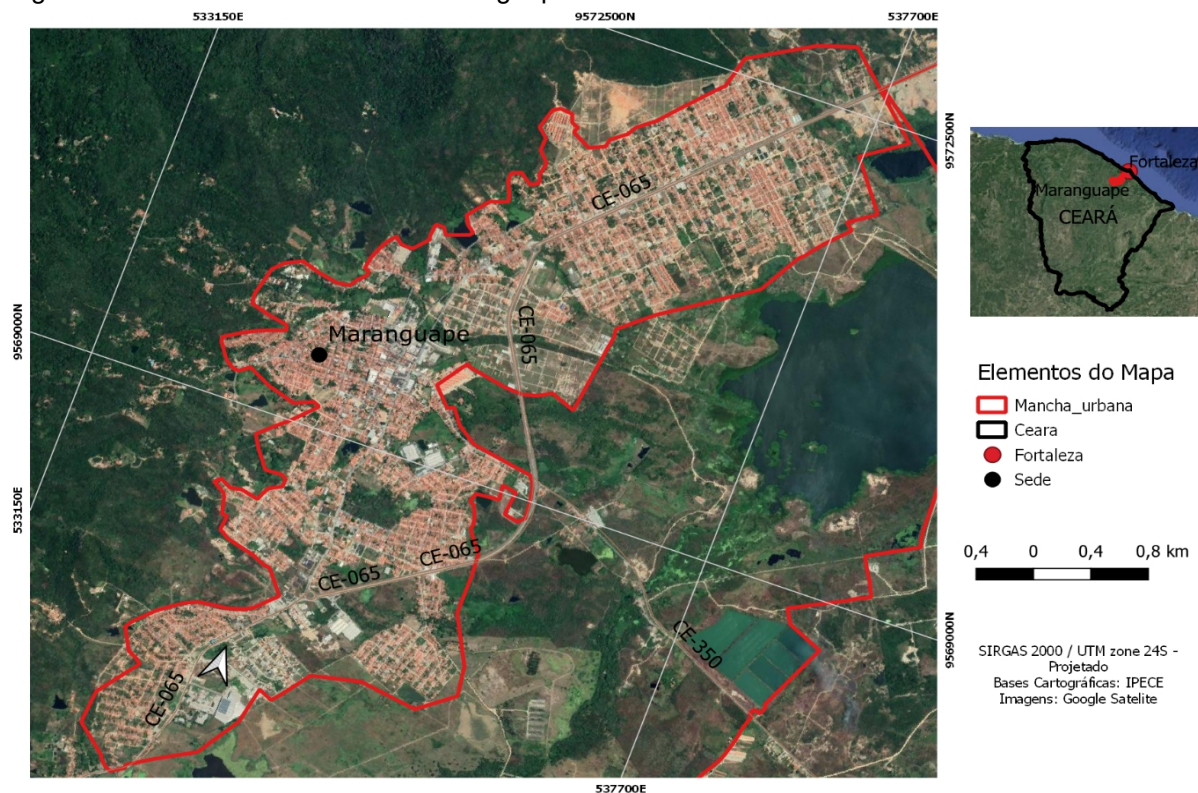 533150E
9572500N
537700E
9572500N
CE-065
Fortaleza
Maranguape
CEARÁ
CE-065
Maranguape
9569000N
Elementos do Mapa
Mancha_urbana
Ceara
Fortaleza
Sede
533150E
CE-065
CE-065
0,4 0 0,4 0,8 km
CE-350
9569000N
CE-065
SIRGAS 2000 / UTM zone 24S -
Projetado
Bases Cartográficas: IPECE
Imagens: Google Satelite
537700E